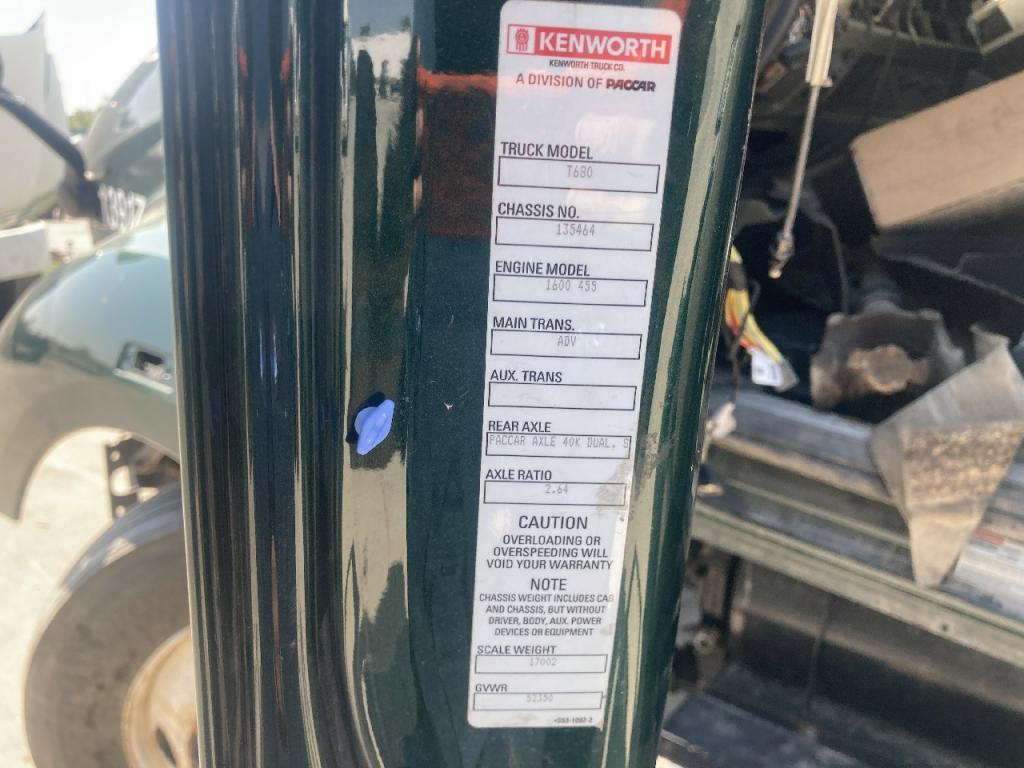 KENWORTH
KENWORTH TRUCK CO.
A DIVISION OF PACCAR
TRUCK MODEL
T680
CHASSIS NO.
135464
ENGINE MODEL
1600 455
MAIN TRANS.
ADV
AUX. TRANS
REAR AXLE
PACCAR AXLE 40K DUAL, S
AXLE RATIO
2.64
CAUTION
OVERLOADING OR
OVERSPEEDING WILL
VOID YOUR WARRANTY
NOTE
CHASSIS WEIGHT INCLUDES CAB
AND CHASSIS, BUT WITHOUT
DRIVER, BODY, AUX. POWER
DEVICES OR EQUIPMENT
SCALE WEIGHT
17002
GVWR
52350